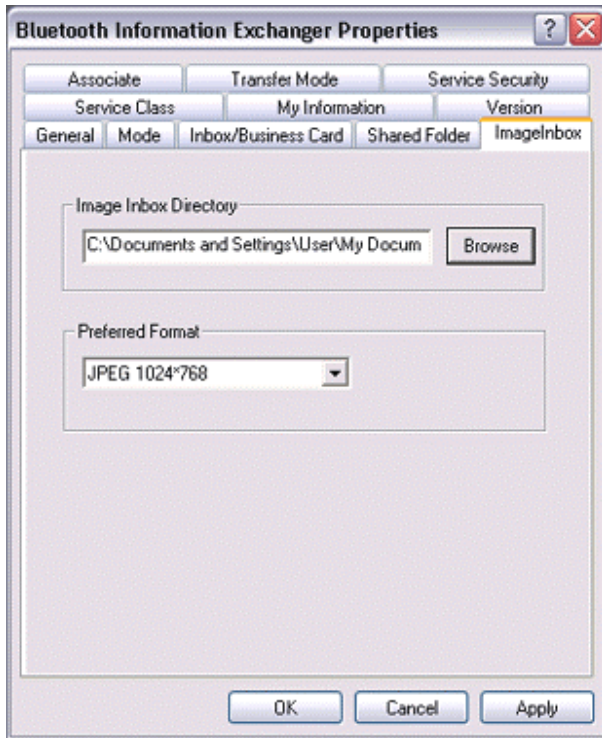 Bluetooth Information Exchanger Properties
?
Associate Transfer Mode Service Security
Service Class My Information Version
General Mode Inbox/Business Card Shared Folder ImageInbox
Image Inbox Directory
C:\Documents and Settings\User\My Docum Browse
Preferred Format
JPEG 1024*768
OK Cancel Apply